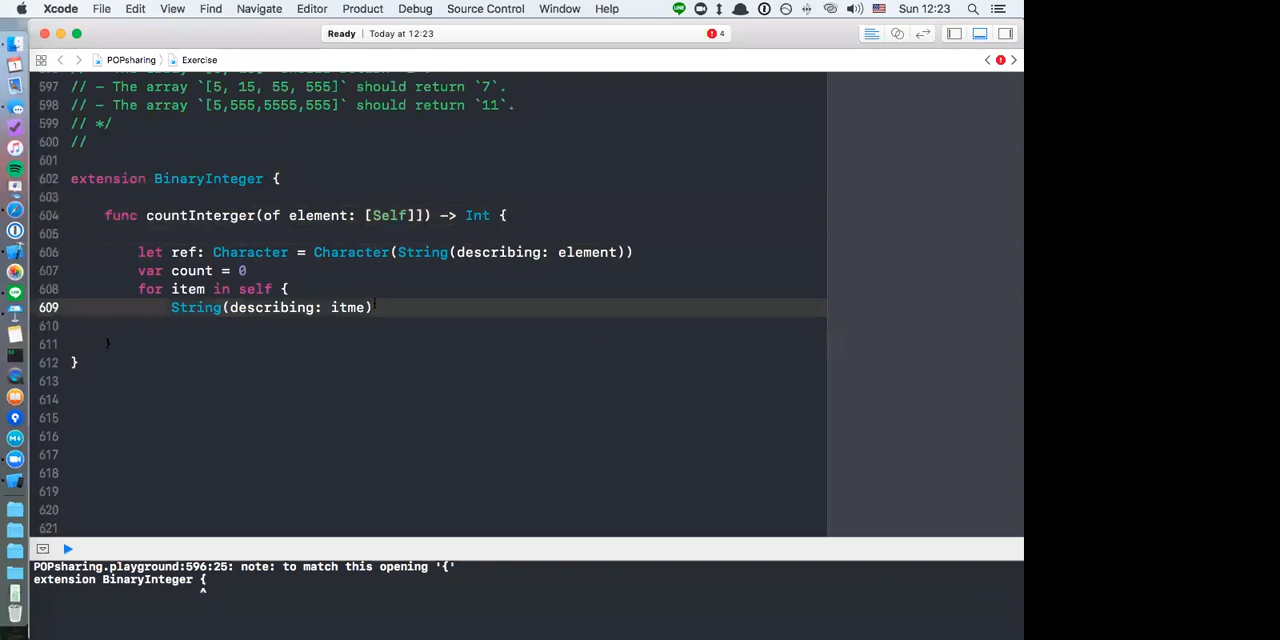 Xcode File Edit View Find Navigate Editor Product Debug Source Control Window Help Sun 12:23
Ready | Today at 12:23 4
POPsharing Exercise
597 // - The array `[5, 15, 55, 555]` should return `7`.
598 // - The array `[5,555,5555,555]` should return `11`.
599 // */
600 //
601
602 extension BinaryInteger {
603
604 func countInterger(of element: [Self]]) -> Int {
605
606 let ref: Character = Character(String(describing: element))
607 var count = 0
608 for item in self {
609 String(describing: itme)
610
611 }
612 }
613
614
615
616
617
618
619
620
621
POPsharing.playground:596:25: note: to match this opening '{'
extension BinaryInteger {
^